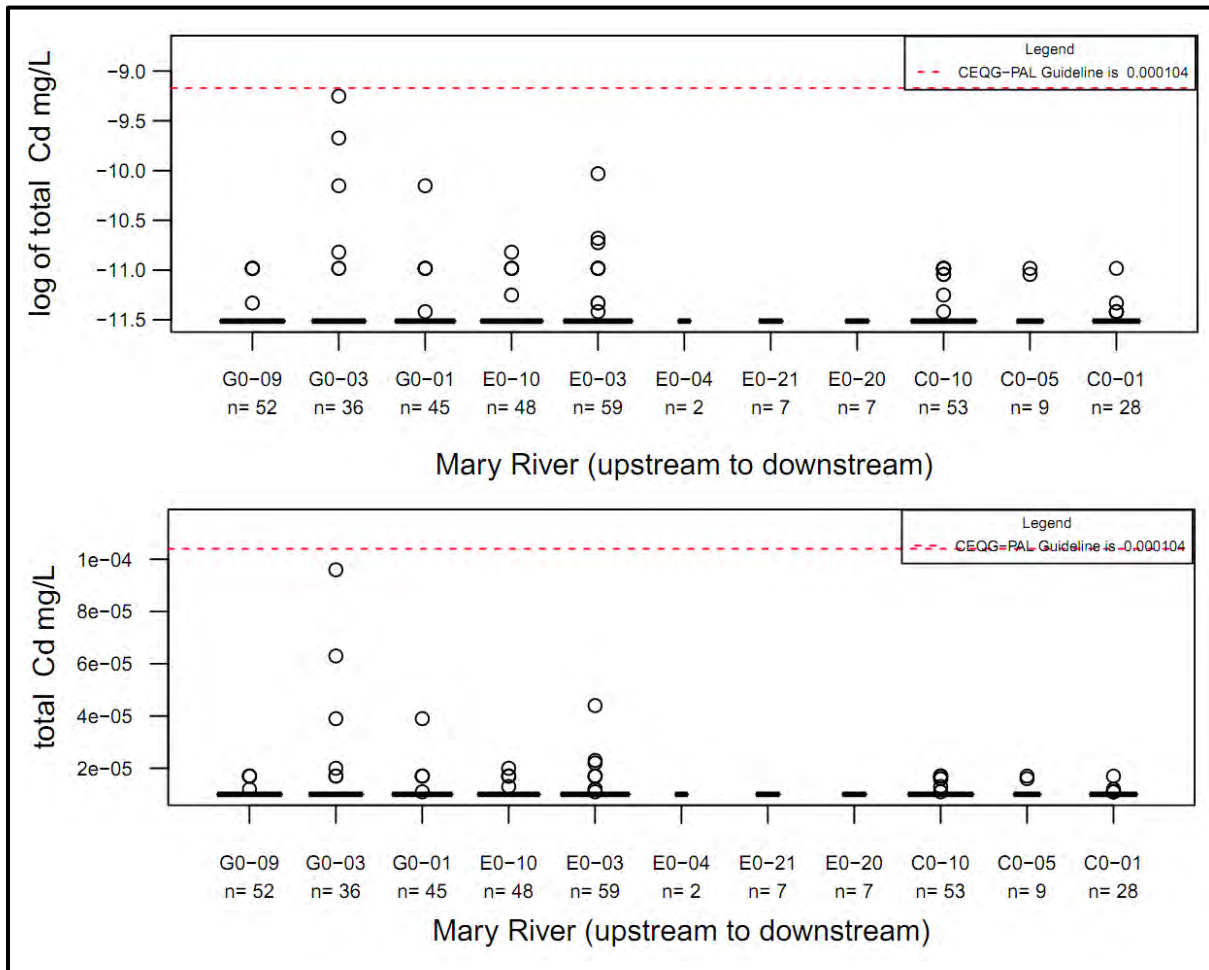 Legend
CEQG−PAL Guideline is 0.000104
log of total Cd mg/L
−9.0
−9.5
−10.0
−10.5
−11.0
−11.5
G0−09 G0−03 G0−01 E0−10 E0−03 E0−04 E0−21 E0−20 C0−10 C0−05 C0−01
n= 52 n= 36 n= 45 n= 48 n= 59 n= 2 n= 7 n= 7 n= 53 n= 9 n= 28
Mary River (upstream to downstream)
Legend
CEQG−PAL Guideline is 0.000104
total Cd mg/L
1e−04
8e−05
6e−05
4e−05
2e−05
G0−09 G0−03 G0−01 E0−10 E0−03 E0−04 E0−21 E0−20 C0−10 C0−05 C0−01
n= 52 n= 36 n= 45 n= 48 n= 59 n= 2 n= 7 n= 7 n= 53 n= 9 n= 28
Mary River (upstream to downstream)